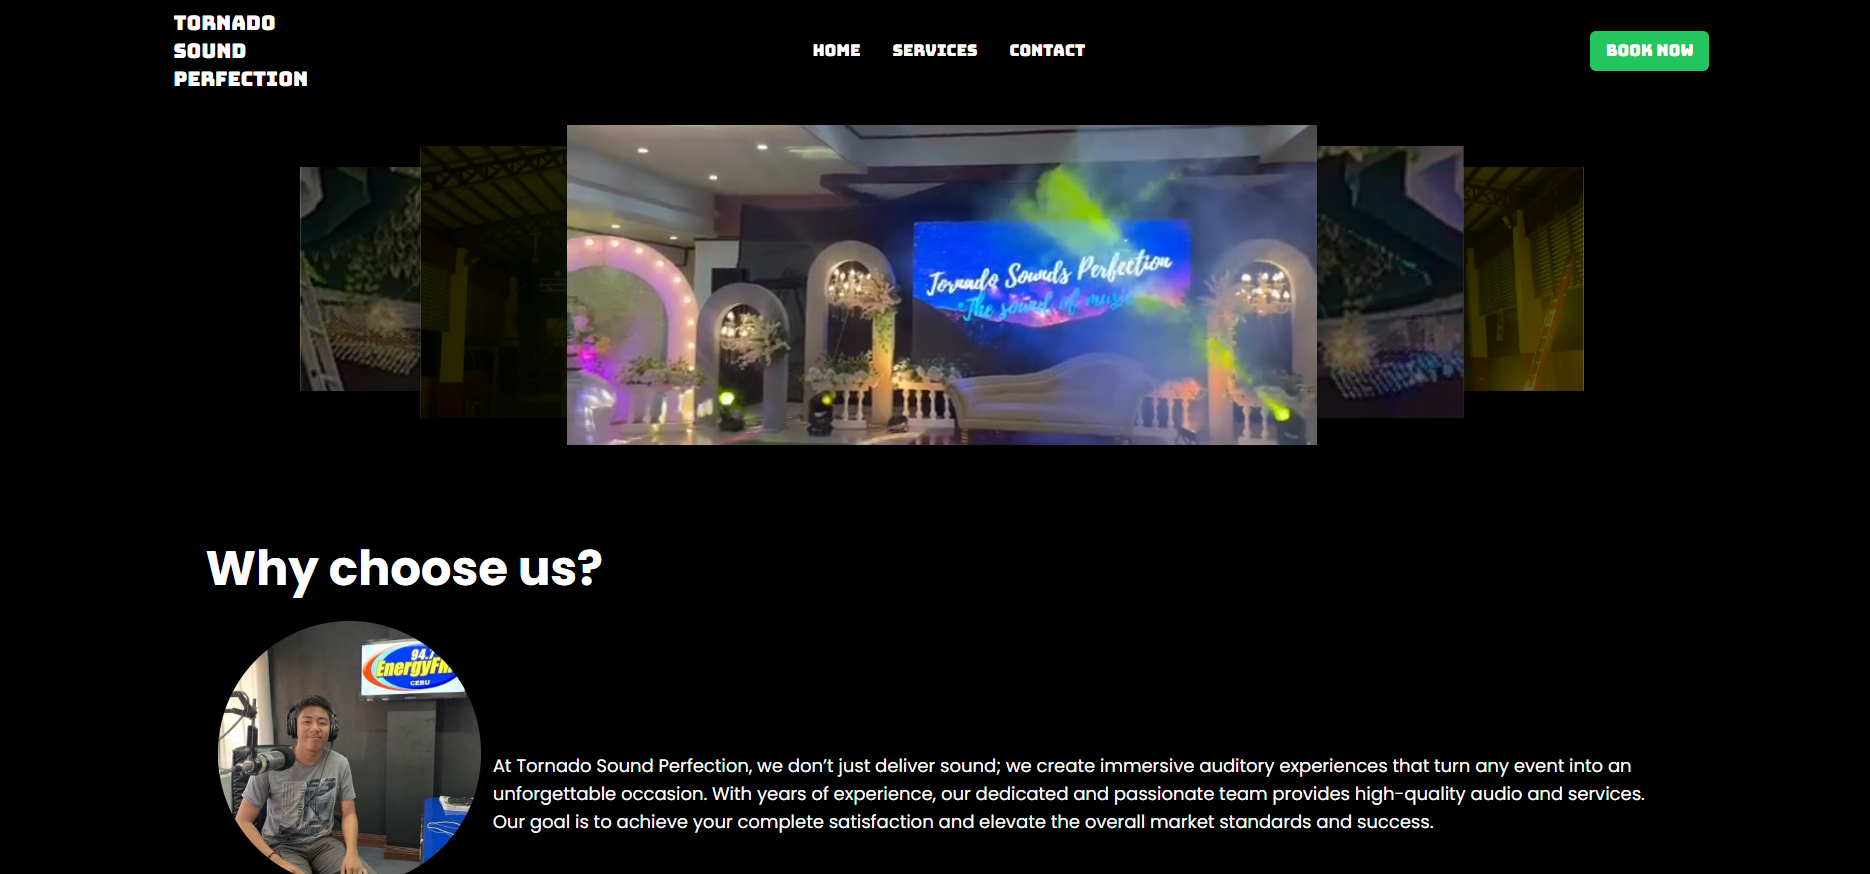 TORNADO
SOUND
PERFECTION
HOME
SERVICES
CONTACT
BOOK NOW
Tornado Sounds Perfection
The sound of music
Why choose us?
94.7
EnergyFM
CEBU
At Tornado Sound Perfection, we don’t just deliver sound; we create immersive auditory experiences that turn any event into an
unforgettable occasion. With years of experience, our dedicated and passionate team provides high-quality audio and services.
Our goal is to achieve your complete satisfaction and elevate the overall market standards and success.